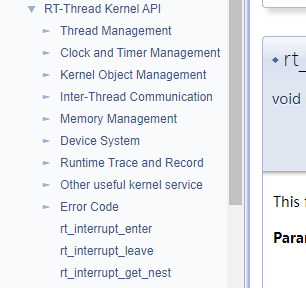 RT-Thread Kernel API
Thread Management
Clock and Timer Management
Kernel Object Management
Inter-Thread Communication
Memory Management
Device System
Runtime Trace and Record
Other useful kernel service
Error Code
rt_interrupt_enter
rt_interrupt_leave
rt_interrupt_get_nest
rt_
void
This
Para